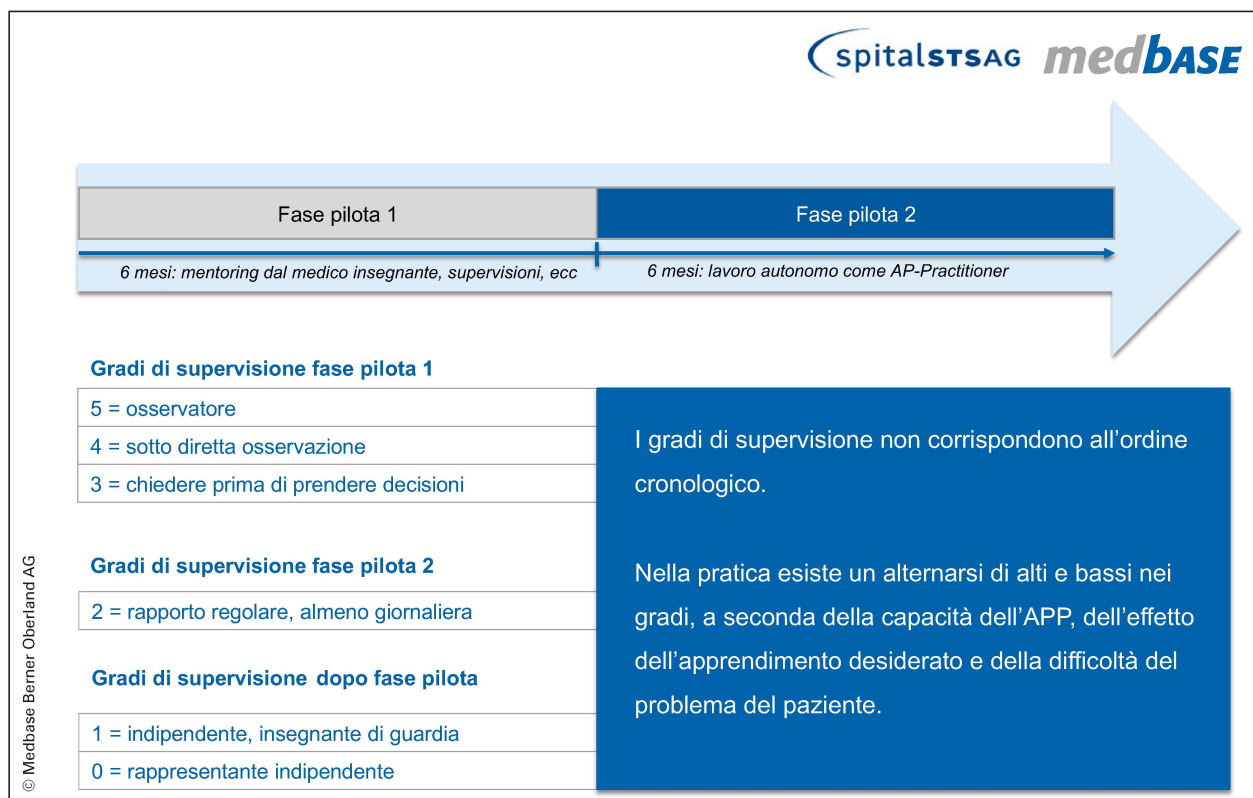 spitalSTSAG medbASE
Fase pilota 1
Fase pilota 2
6 mesi: mentoring dal medico insegnante, supervisioni, ecc
6 mesi: lavoro autonomo come AP-Practitioner
Gradi di supervisione fase pilota 1
5 = osservatore
4 = sotto diretta osservazione
3 = chiedere prima di prendere decisioni
Gradi di supervisione fase pilota 2
2 = rapporto regolare, almeno giornaliera
Gradi di supervisione dopo fase pilota
1 = indipendente, insegnante di guardia
0 = rappresentante indipendente
I gradi di supervisione non corrispondono all’ordine
cronologico.
Nella pratica esiste un alternarsi di alti e bassi nei
gradi, a seconda della capacità dell’APP, dell’effetto
dell’apprendimento desiderato e della difficoltà del
problema del paziente.
© Medbase Berner Oberland AG